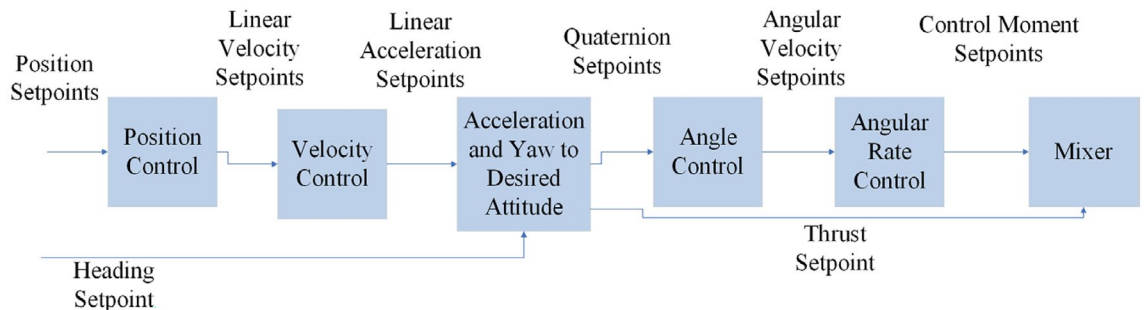 Position
Setpoints
Linear
Velocity
Setpoints
Linear
Acceleration
Setpoints
Quaternion
Setpoints
Angular
Velocity
Setpoints
Control Moment
Setpoints
Position
Control
Velocity
Control
Acceleration
and Yaw to
Desired
Attitude
Angle
Control
Angular
Rate
Control
Mixer
Heading
Setpoint
Thrust
Setpoint